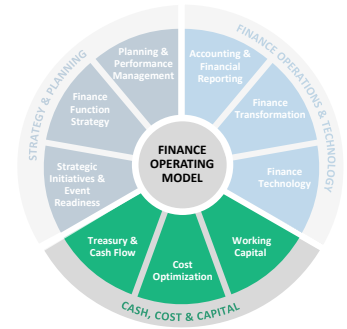 STRATEGY & PLANNING
FINANCE OPERATIONS & TECHNOLOGY
Planning &
Performance
Management
Accounting &
Financial
Reporting
Finance
Function
Strategy
Finance
Transformation
FINANCE
OPERATING
MODEL
Strategic
Initiatives &
Event
Readiness
Finance
Technology
Treasury &
Cash Flow
Cost
Optimization
Working
Capital
CASH, COST & CAPITAL